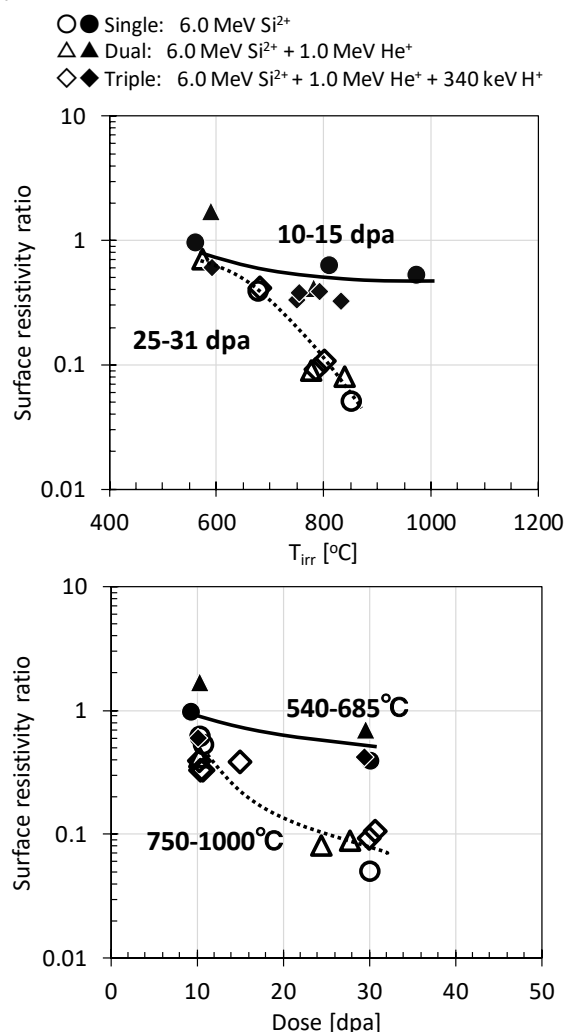 Single: 6.0 MeV Si²⁺
Dual: 6.0 MeV Si²⁺ + 1.0 MeV He⁺
Triple: 6.0 MeV Si²⁺ + 1.0 MeV He⁺ + 340 keV H⁺
10
1
0.1
0.01
Surface resistivity ratio
10-15 dpa
25-31 dpa
400 600 800 1000 1200
T_irr [°C]
10
1
0.1
0.01
Surface resistivity ratio
540-685°C
750-1000°C
0 10 20 30 40 50
Dose [dpa]